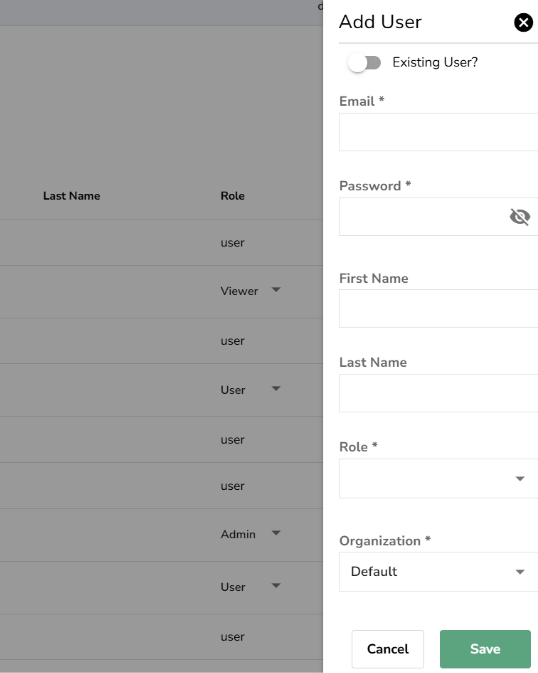 Add User
Existing User?
Email *
Password *
First Name
Last Name
Role *
Organization *
Default
Cancel
Save
Last Name
Role
user
Viewer
user
User
user
user
Admin
User
user